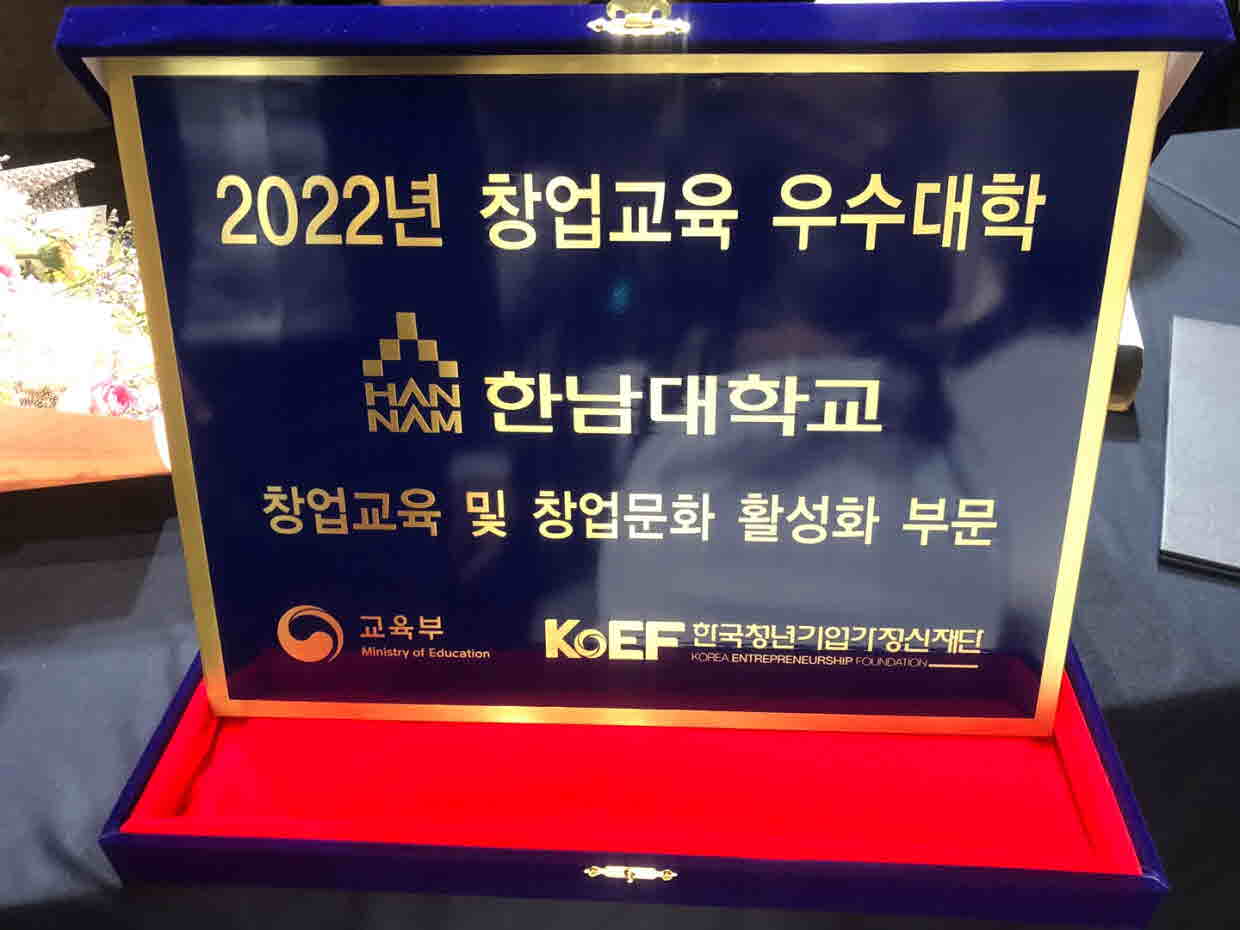 2022년 창업교육 우수대학
HAN
NAM
한남대학교
창업교육 및 창업문화 활성화 부문
교육부
Ministry of Education
KOEF 한국청년기업가정신재단
KOREA ENTREPRENEURSHIP FOUNDATION